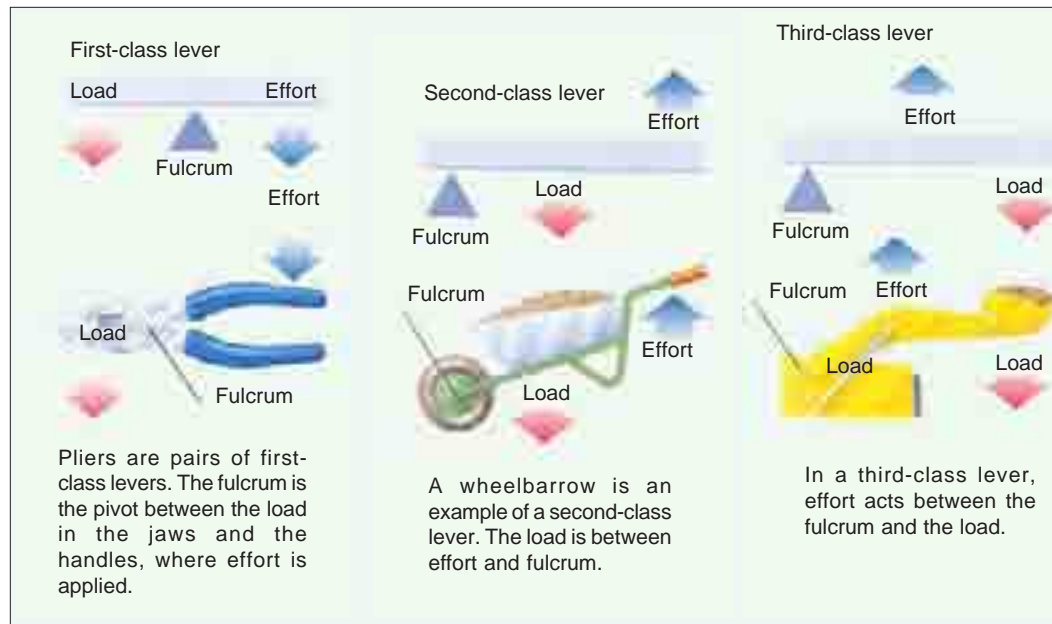 First-class lever
Load Effort
Fulcrum
Effort
Load
Fulcrum
Pliers are pairs of first-
class levers. The fulcrum is
the pivot between the load
in the jaws and the
handles, where effort is
applied.
Second-class lever
Effort
Load
Fulcrum
Fulcrum
Effort
Load
A wheelbarrow is an
example of a second-class
lever. The load is between
effort and fulcrum.
Third-class lever
Effort
Load
Fulcrum
Fulcrum Effort
Load
Load
In a third-class lever,
effort acts between the
fulcrum and the load.